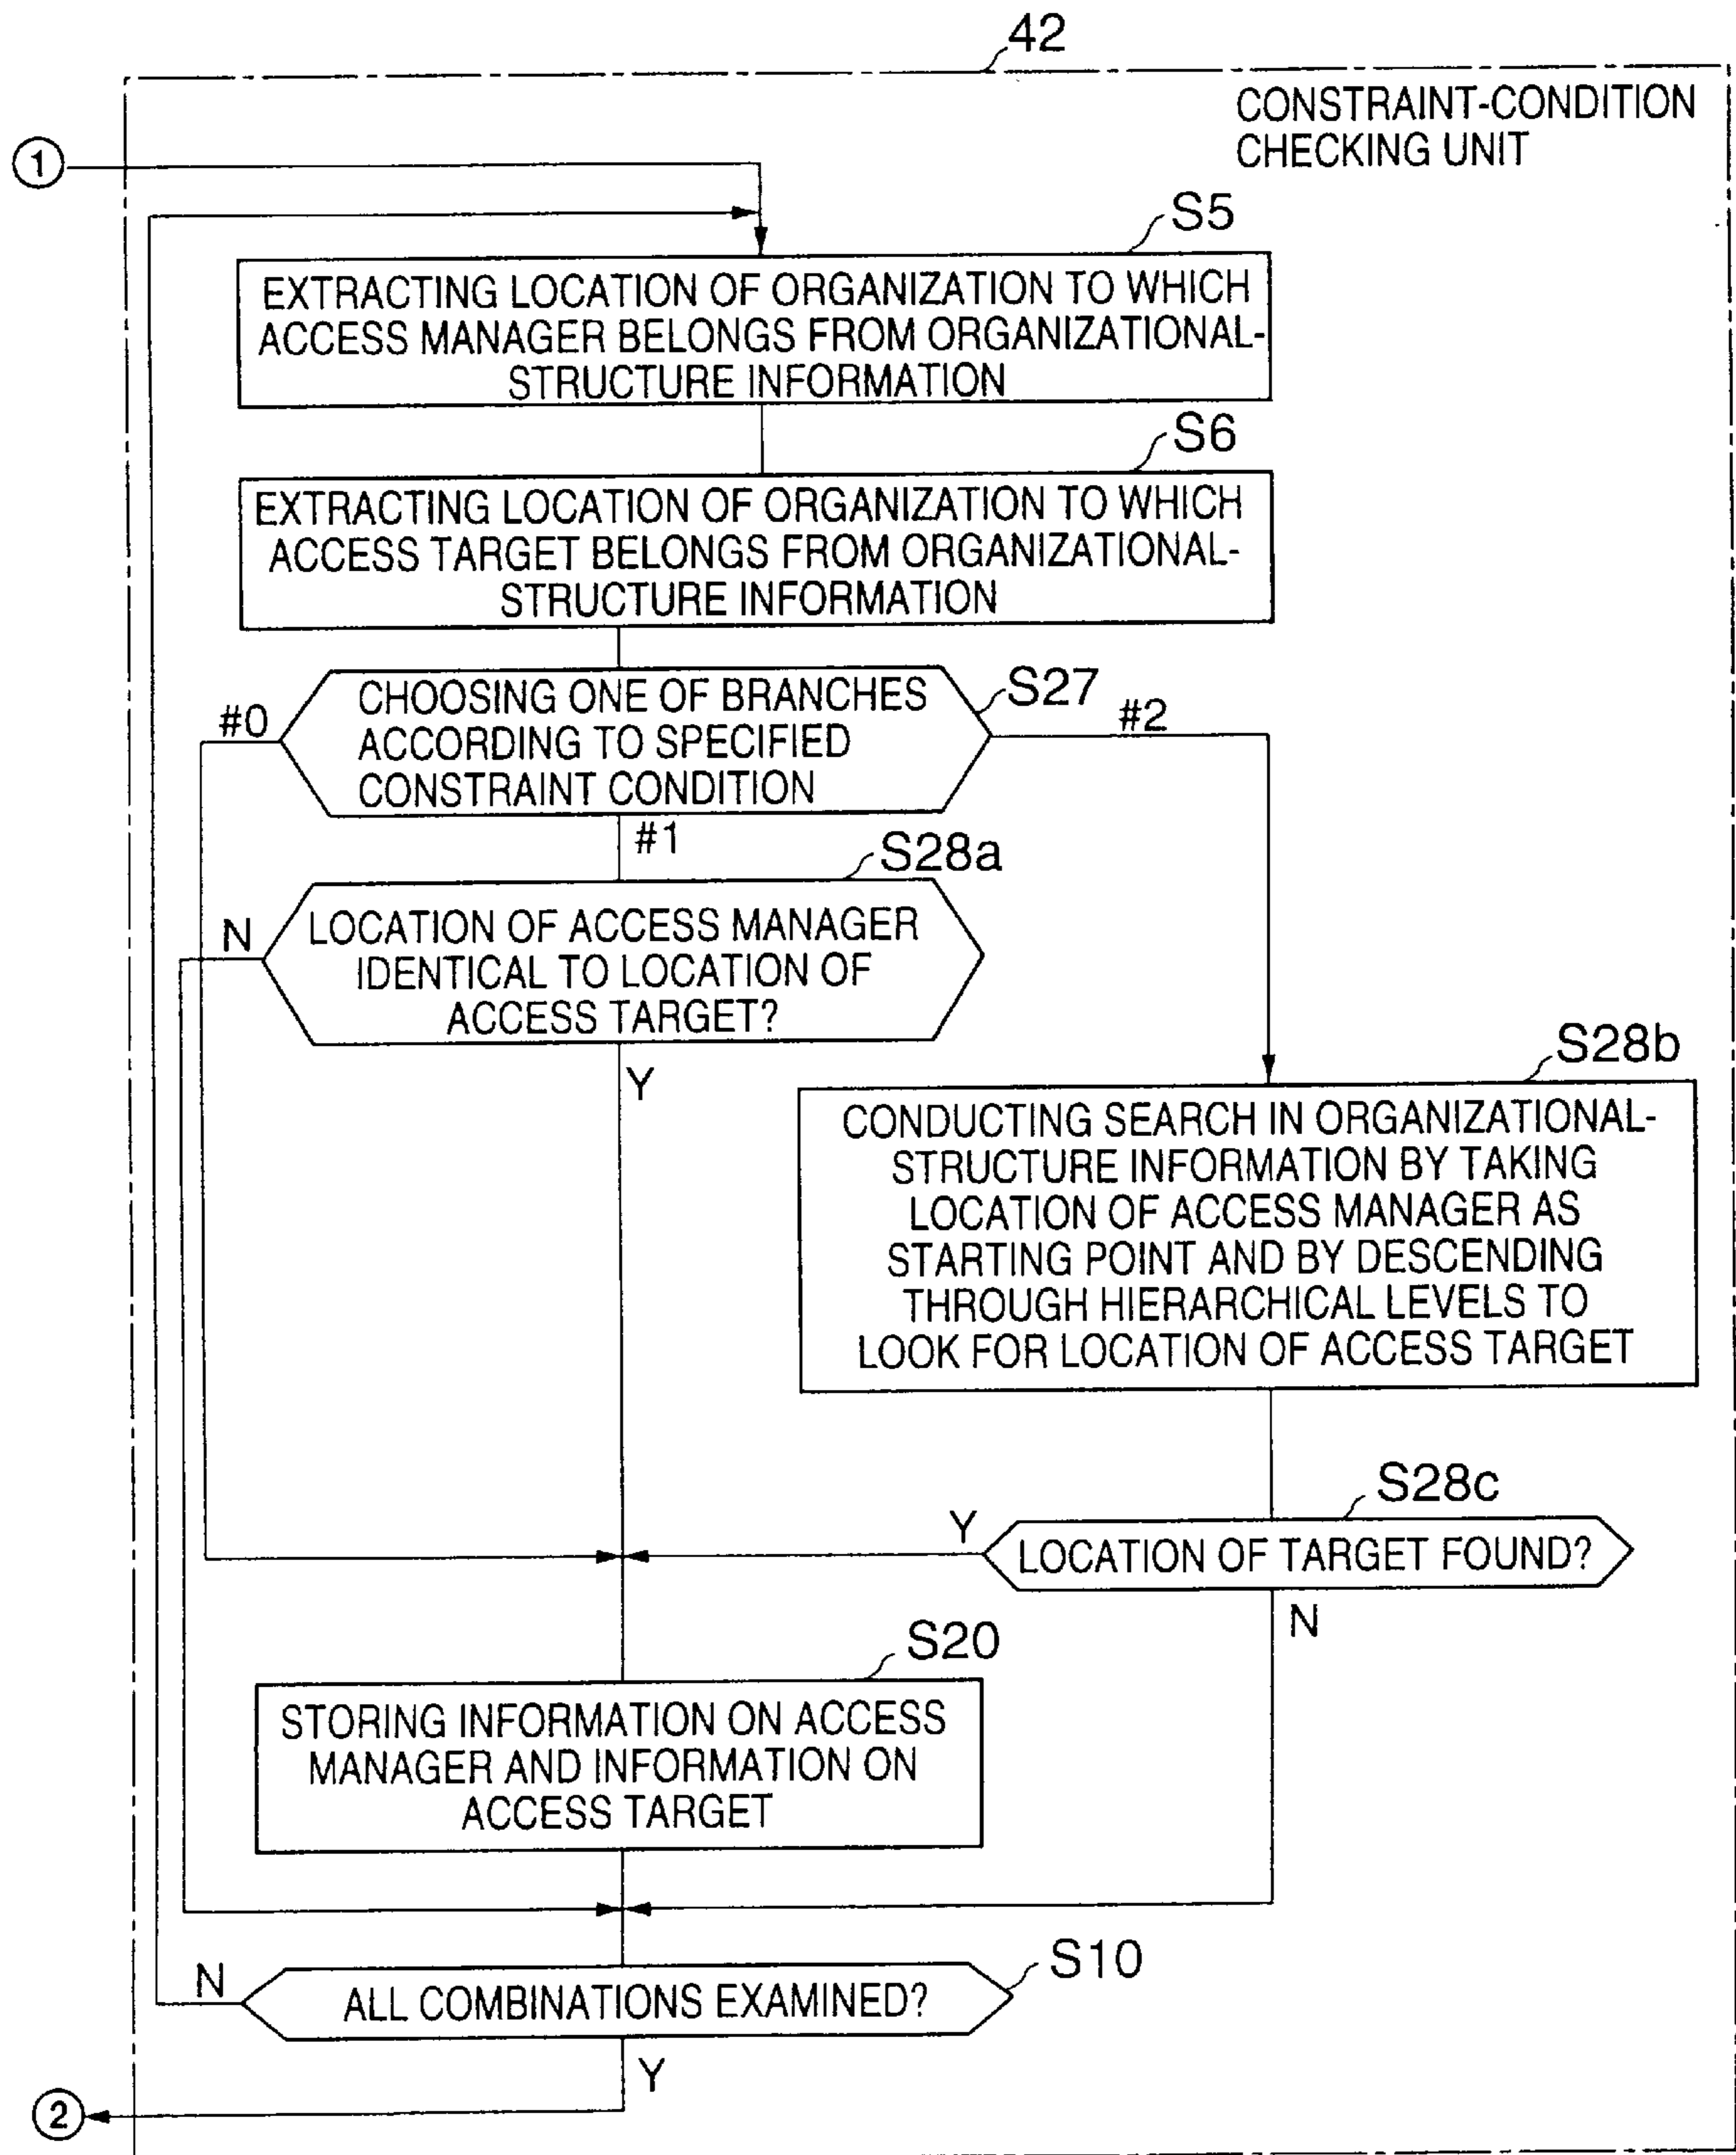 42
CONSTRAINT-CONDITION
CHECKING UNIT
1
S5
EXTRACTING LOCATION OF ORGANIZATION TO WHICH
ACCESS MANAGER BELONGS FROM ORGANIZATIONAL-
STRUCTURE INFORMATION
S6
EXTRACTING LOCATION OF ORGANIZATION TO WHICH
ACCESS TARGET BELONGS FROM ORGANIZATIONAL-
STRUCTURE INFORMATION
S27
#0
CHOOSING ONE OF BRANCHES
ACCORDING TO SPECIFIED
CONSTRAINT CONDITION
#2
#1
S28a
N
LOCATION OF ACCESS MANAGER
IDENTICAL TO LOCATION OF
ACCESS TARGET?
Y
S28b
CONDUCTING SEARCH IN ORGANIZATIONAL-
STRUCTURE INFORMATION BY TAKING
LOCATION OF ACCESS MANAGER AS
STARTING POINT AND BY DESCENDING
THROUGH HIERARCHICAL LEVELS TO
LOOK FOR LOCATION OF ACCESS TARGET
S28c
Y
LOCATION OF TARGET FOUND?
N
S20
STORING INFORMATION ON ACCESS
MANAGER AND INFORMATION ON
ACCESS TARGET
S10
N
ALL COMBINATIONS EXAMINED?
Y
2